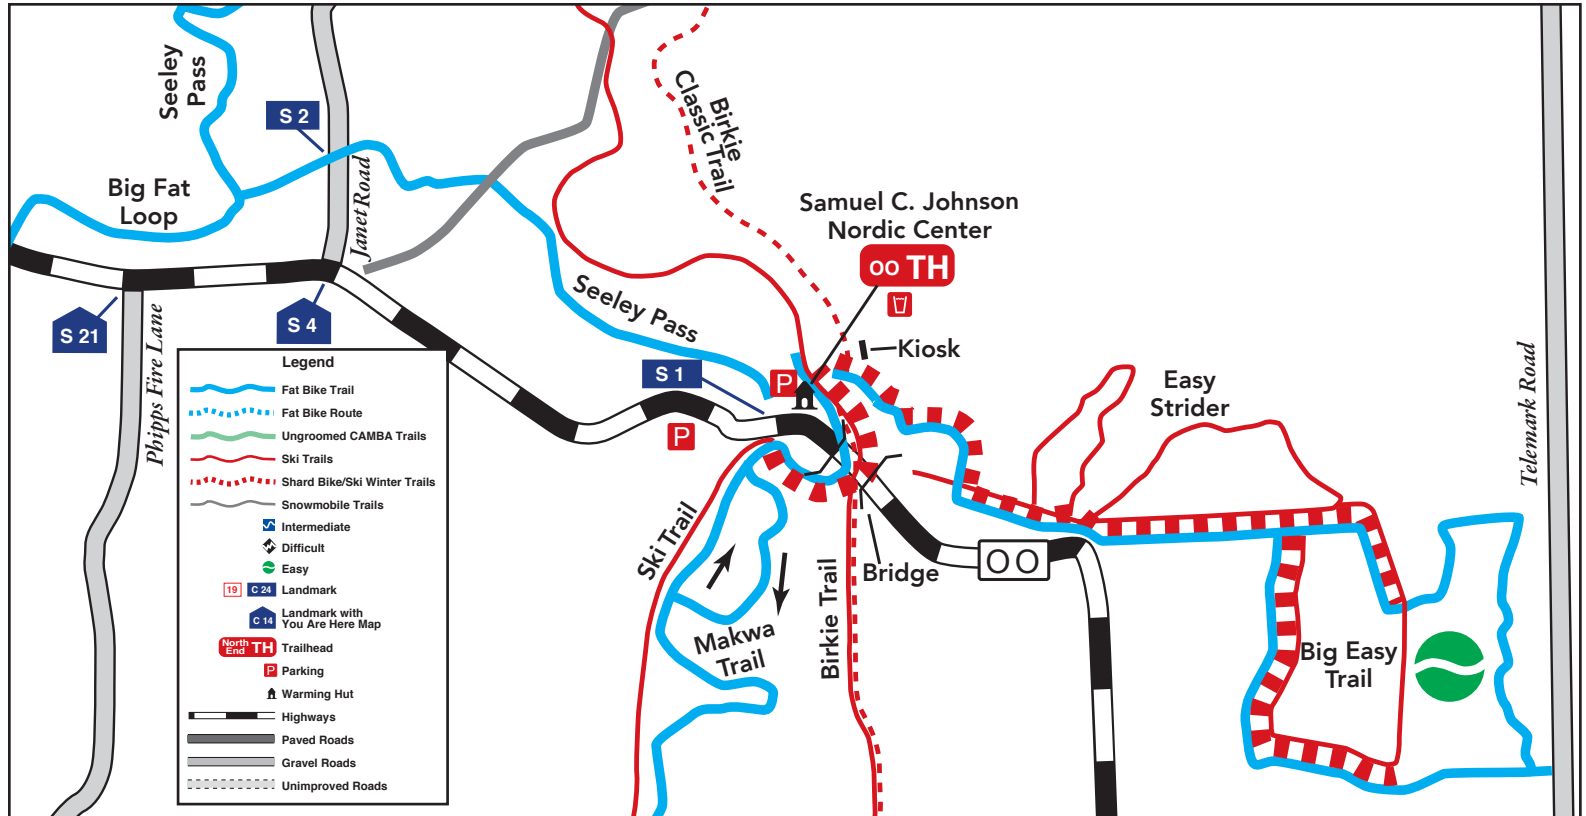 Seeley
Pass
S 2
Big Fat
Loop
Janet Road
Birkie
Classic Trail
Samuel C. Johnson
Nordic Center
OO TH
Kiosk
Seeley Pass
S 21
S 4
S 1
P
P
Easy
Strider
Telemark Road
Phipps Fire Lane
Legend
Fat Bike Trail
Fat Bike Route
Ungroomed CAMBA Trails
Ski Trails
Shard Bike/Ski Winter Trails
Snowmobile Trails
Intermediate
Difficult
Easy
19 C 24 Landmark
C 14 Landmark with
You Are Here Map
North
End TH Trailhead
P Parking
Warming Hut
Highways
Paved Roads
Gravel Roads
Unimproved Roads
Ski Trail
Makwa
Trail
Birkie Trail
Bridge
OO
Big Easy
Trail